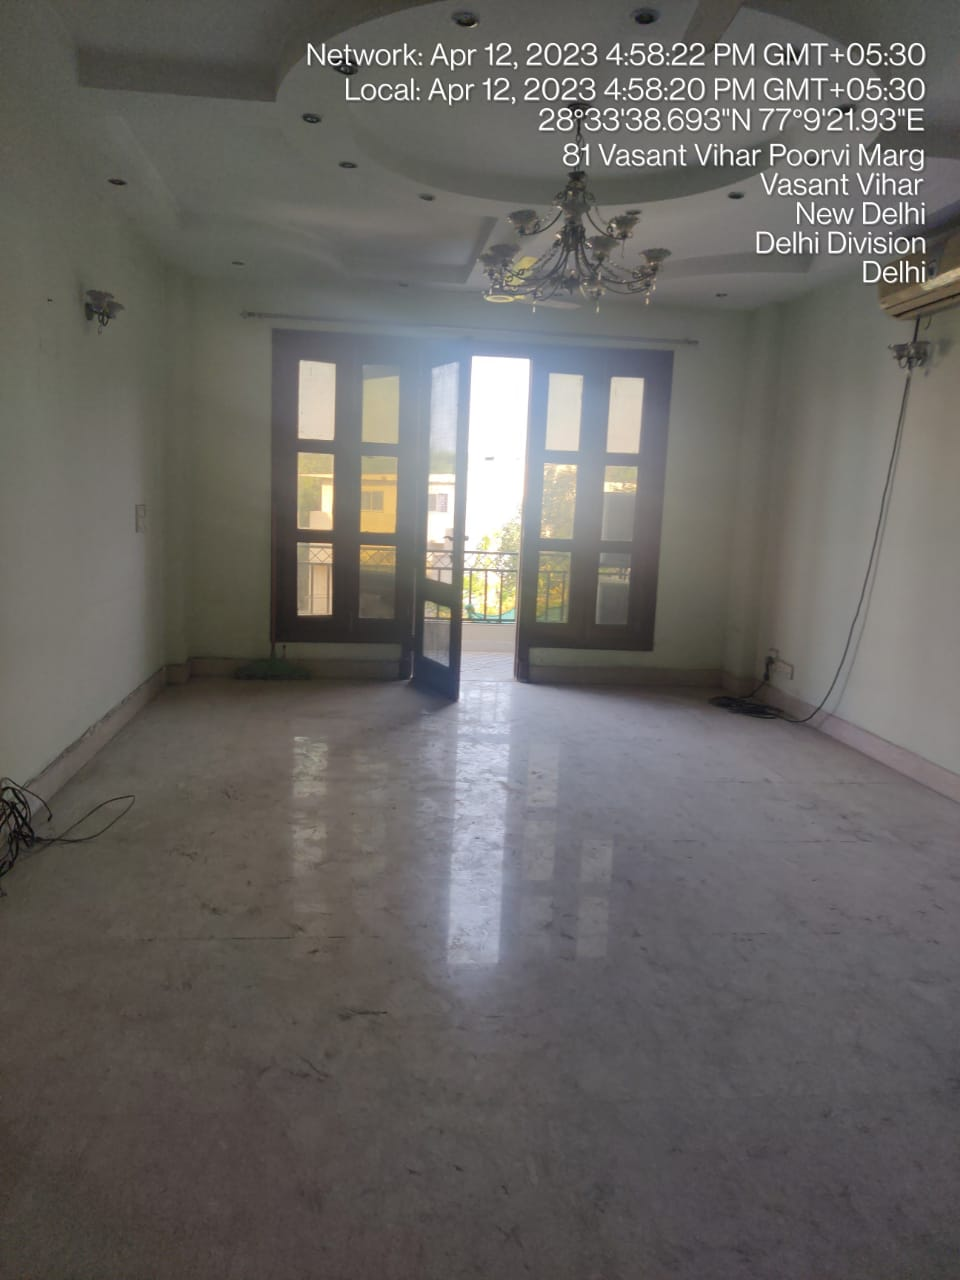 Network: Apr 12, 2023 4:58:22 PM GMT+05:30
Local: Apr 12, 2023 4:58:20 PM GMT+05:30
28°33'38.693"N 77°9'21.93"E
81 Vasant Vihar Poorvi Marg
Vasant Vihar
New Delhi
Delhi Division
Delhi